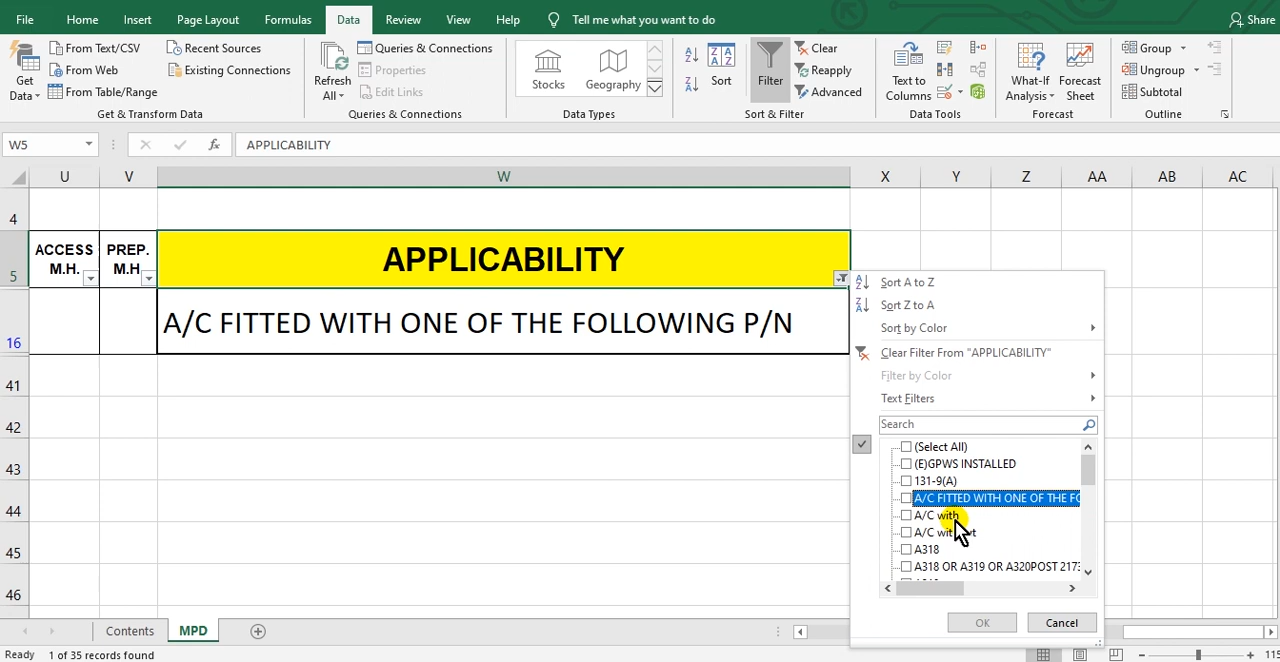 File Home Insert Page Layout Formulas Data Review View Help Tell me what you want to do Share
Get Data
From Text/CSV
From Web
From Table/Range
Recent Sources
Existing Connections
Get & Transform Data
Refresh All
Queries & Connections
Properties
Edit Links
Queries & Connections
Stocks
Geography
Data Types
Sort
Filter
Clear
Reapply
Advanced
Sort & Filter
Text to Columns
Data Tools
What-If Analysis
Forecast Sheet
Forecast
Group
Ungroup
Subtotal
Outline
W5 fx APPLICABILITY
U V W X Y Z AA AB AC
4
5 ACCESS M.H. PREP. M.H APPLICABILITY
16 A/C FITTED WITH ONE OF THE FOLLOWING P/N
41
42
43
44
45
46
Sort A to Z
Sort Z to A
Sort by Color
Clear Filter From "APPLICABILITY"
Filter by Color
Text Filters
Search
(Select All)
(E)GPWS INSTALLED
131-9(A)
A/C FITTED WITH ONE OF THE FO
A/C with
A318
A318 OR A319 OR A320POST 2173
OK Cancel
Contents MPD
Ready 1 of 35 records found